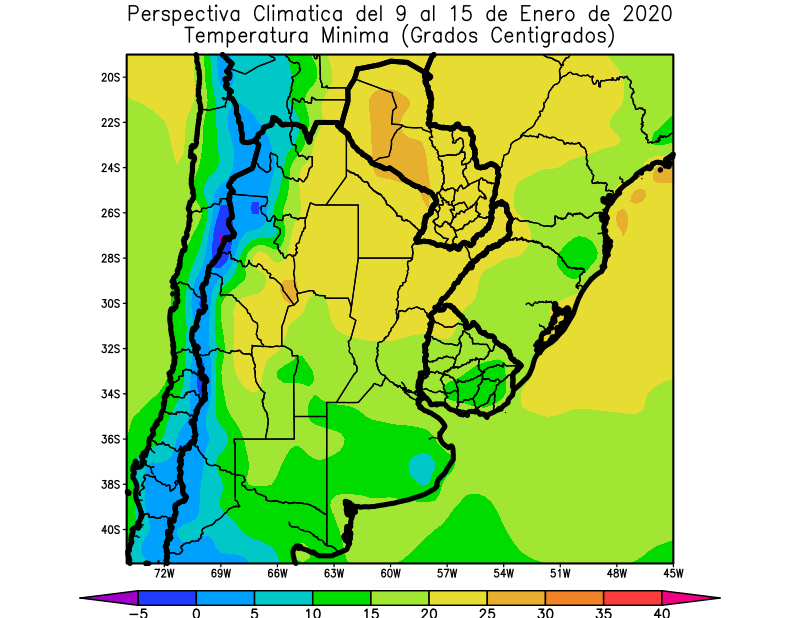 Perspectiva Climatica del 9 al 15 de Enero de 2020
Temperatura Minima (Grados Centigrados)
20S
22S
24S
26S
28S
30S
32S
34S
36S
38S
40S
72W 69W 66W 63W 60W 57W 54W 51W 48W 45W
−5 0 5 10 15 20 25 30 35 40